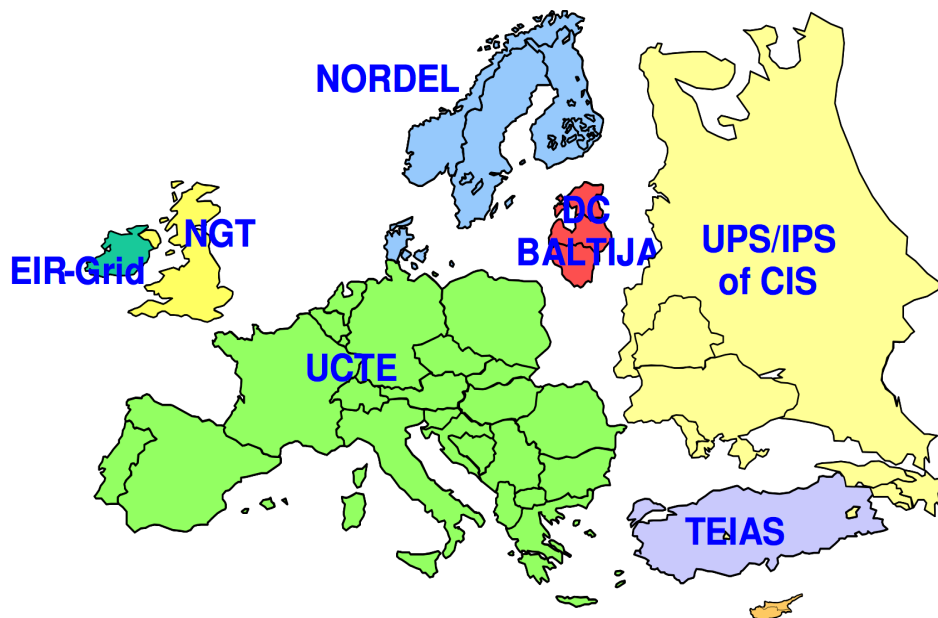 NORDEL
NGT
EIR-Grid
DC
BALTIJA
UPS/IPS
of CIS
UCTE
TEIAS